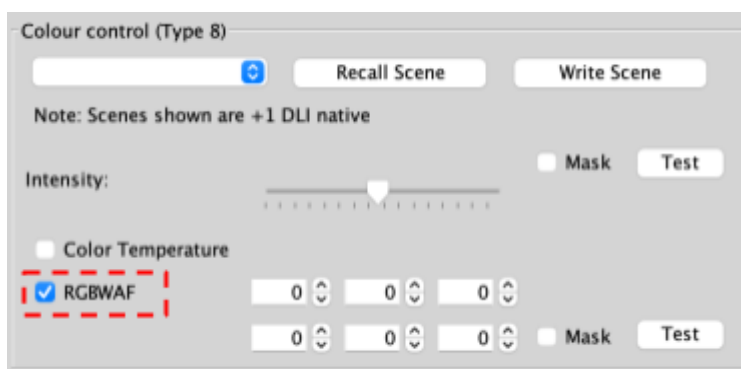 Colour control (Type 8)
Recall Scene Write Scene
Note: Scenes shown are +1 DLI native
Intensity: Mask Test
Color Temperature
RGBWAF 0 0 0
0 0 0 Mask Test